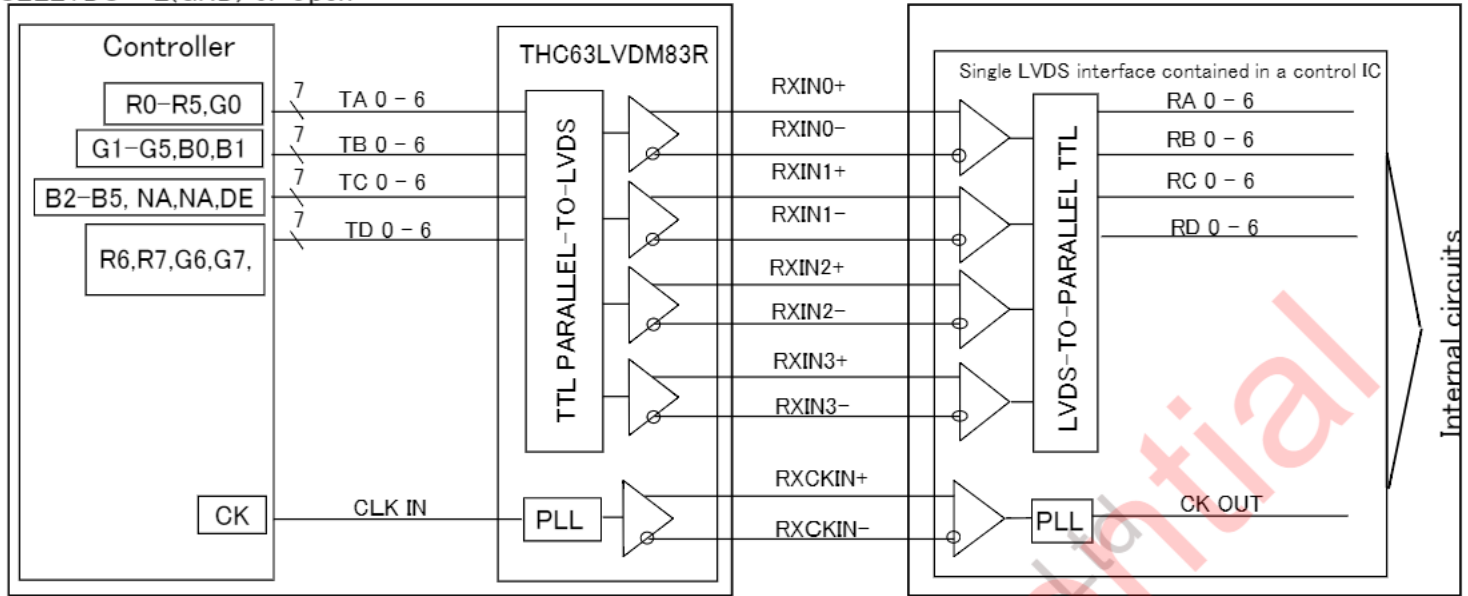 Controller
R0-R5,G0
G1-G5,B0,B1
B2-B5, NA,NA,DE
R6,R7,G6,G7,
CK
7
TA 0 - 6
7
TB 0 - 6
7
TC 0 - 6
7
TD 0 - 6
CLK IN
THC63LVDM83R
TTL PARALLEL-TO-LVDS
PLL
RXIN0+
RXIN0-
RXIN1+
RXIN1-
RXIN2+
RXIN2-
RXIN3+
RXIN3-
RXCKIN+
RXCKIN-
Single LVDS interface contained in a control IC
LVDS-TO-PARALLEL TTL
PLL
RA 0 - 6
RB 0 - 6
RC 0 - 6
RD 0 - 6
CK OUT
Internal circuits